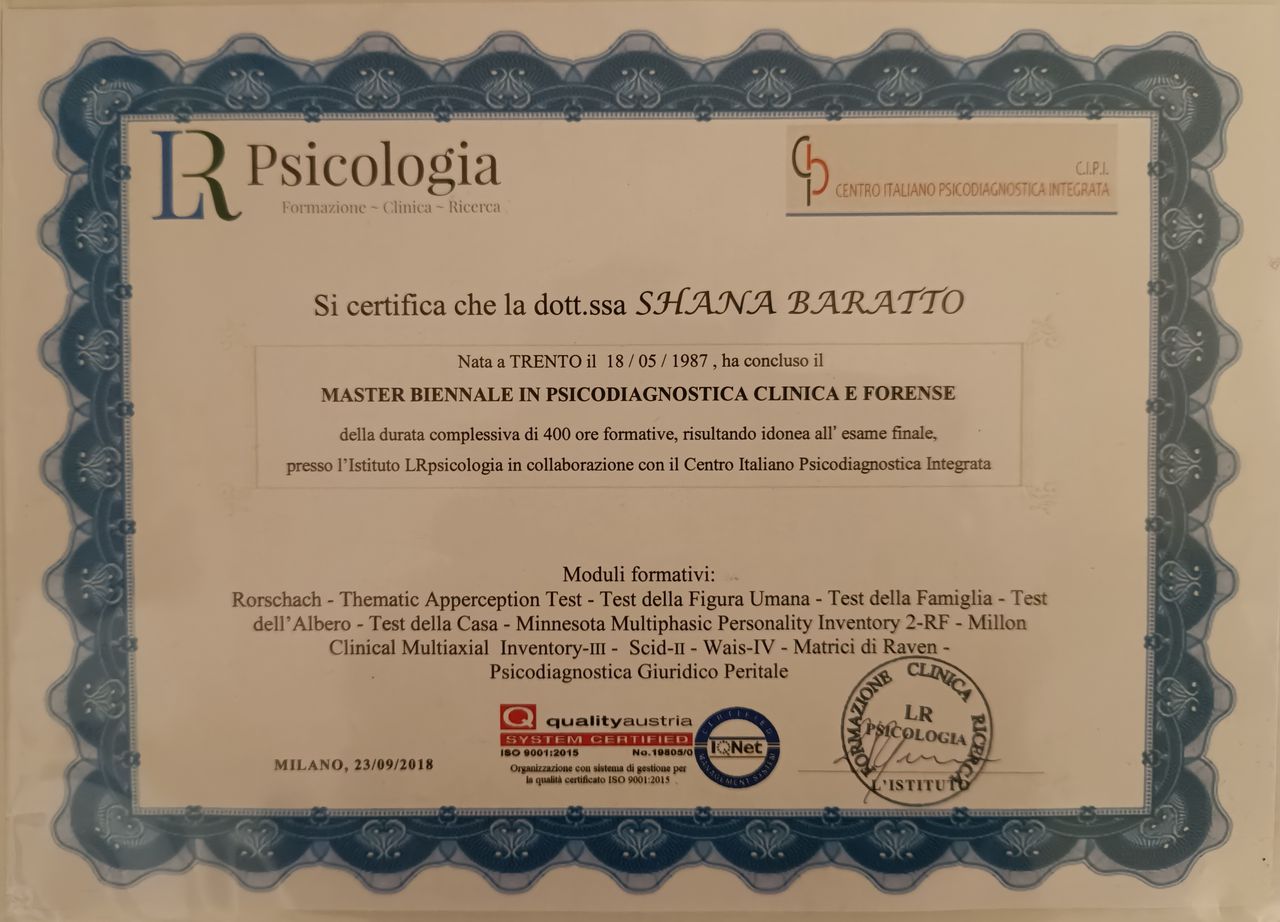 LR Psicologia
Formazione ~ Clinica ~ Ricerca
C.I.P.I.
CENTRO ITALIANO PSICODIAGNOSTICA INTEGRATA
Si certifica che la dott.ssa SHANA BARATTO
Nata a TRENTO il 18 / 05 / 1987 , ha concluso il
MASTER BIENNALE IN PSICODIAGNOSTICA CLINICA E FORENSE
della durata complessiva di 400 ore formative, risultando idonea all' esame finale,
presso l'Istituto LRpsicologia in collaborazione con il Centro Italiano Psicodiagnostica Integrata
Moduli formativi:
Rorschach - Thematic Apperception Test - Test della Figura Umana - Test della Famiglia - Test
dell'Albero - Test della Casa - Minnesota Multiphasic Personality Inventory 2-RF - Millon
Clinical Multiaxial Inventory-III - Scid-II - Wais-IV - Matrici di Raven -
Psicodiagnostica Giuridico Peritale
MILANO, 23/09/2018
Q qualityaustria
SYSTEM CERTIFIED
ISO 9001:2015 No.19805/0
Organizzazione con sistema di gestione per
la qualità certificato ISO 9001:2015
CERTIFIED
IQNet
MANAGEMENT SYSTEM
FORMAZIONE CLINICA RICERCA
LR
PSICOLOGIA
L'ISTITUTO